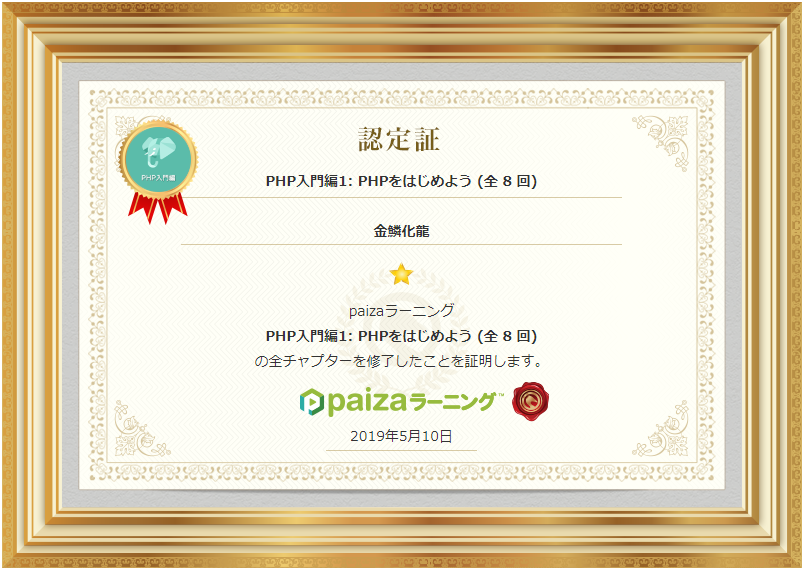 認定証
PHP入門編
PHP入門編1: PHPをはじめよう (全 8 回)
金鱗化龍
paizaラーニング
PHP入門編1: PHPをはじめよう (全 8 回)
の全チャプターを修了したことを証明します。
paizaラーニング™
2019年5月10日